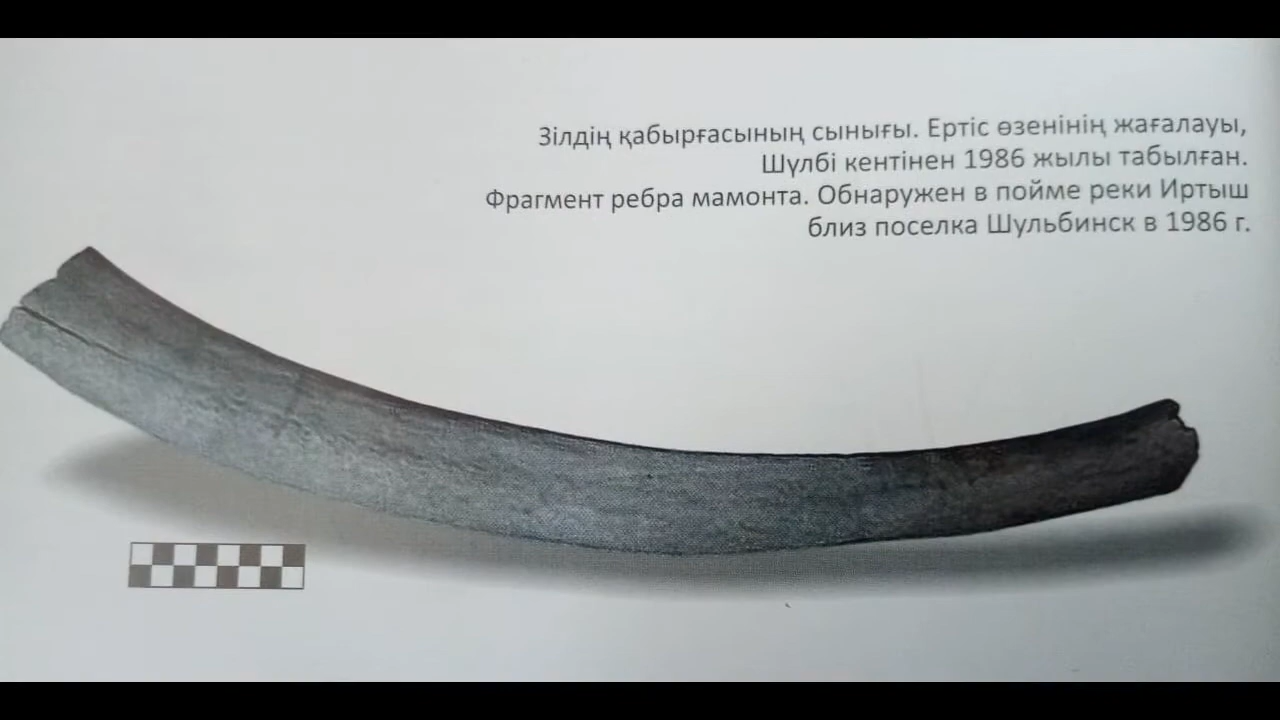 Зілдің қабырғасының сынығы. Ертіс өзенінің жағалауы,
Шүлбі кентінен 1986 жылы табылған.
Фрагмент ребра мамонта. Обнаружен в пойме реки Иртыш
близ поселка Шульбинск в 1986 г.